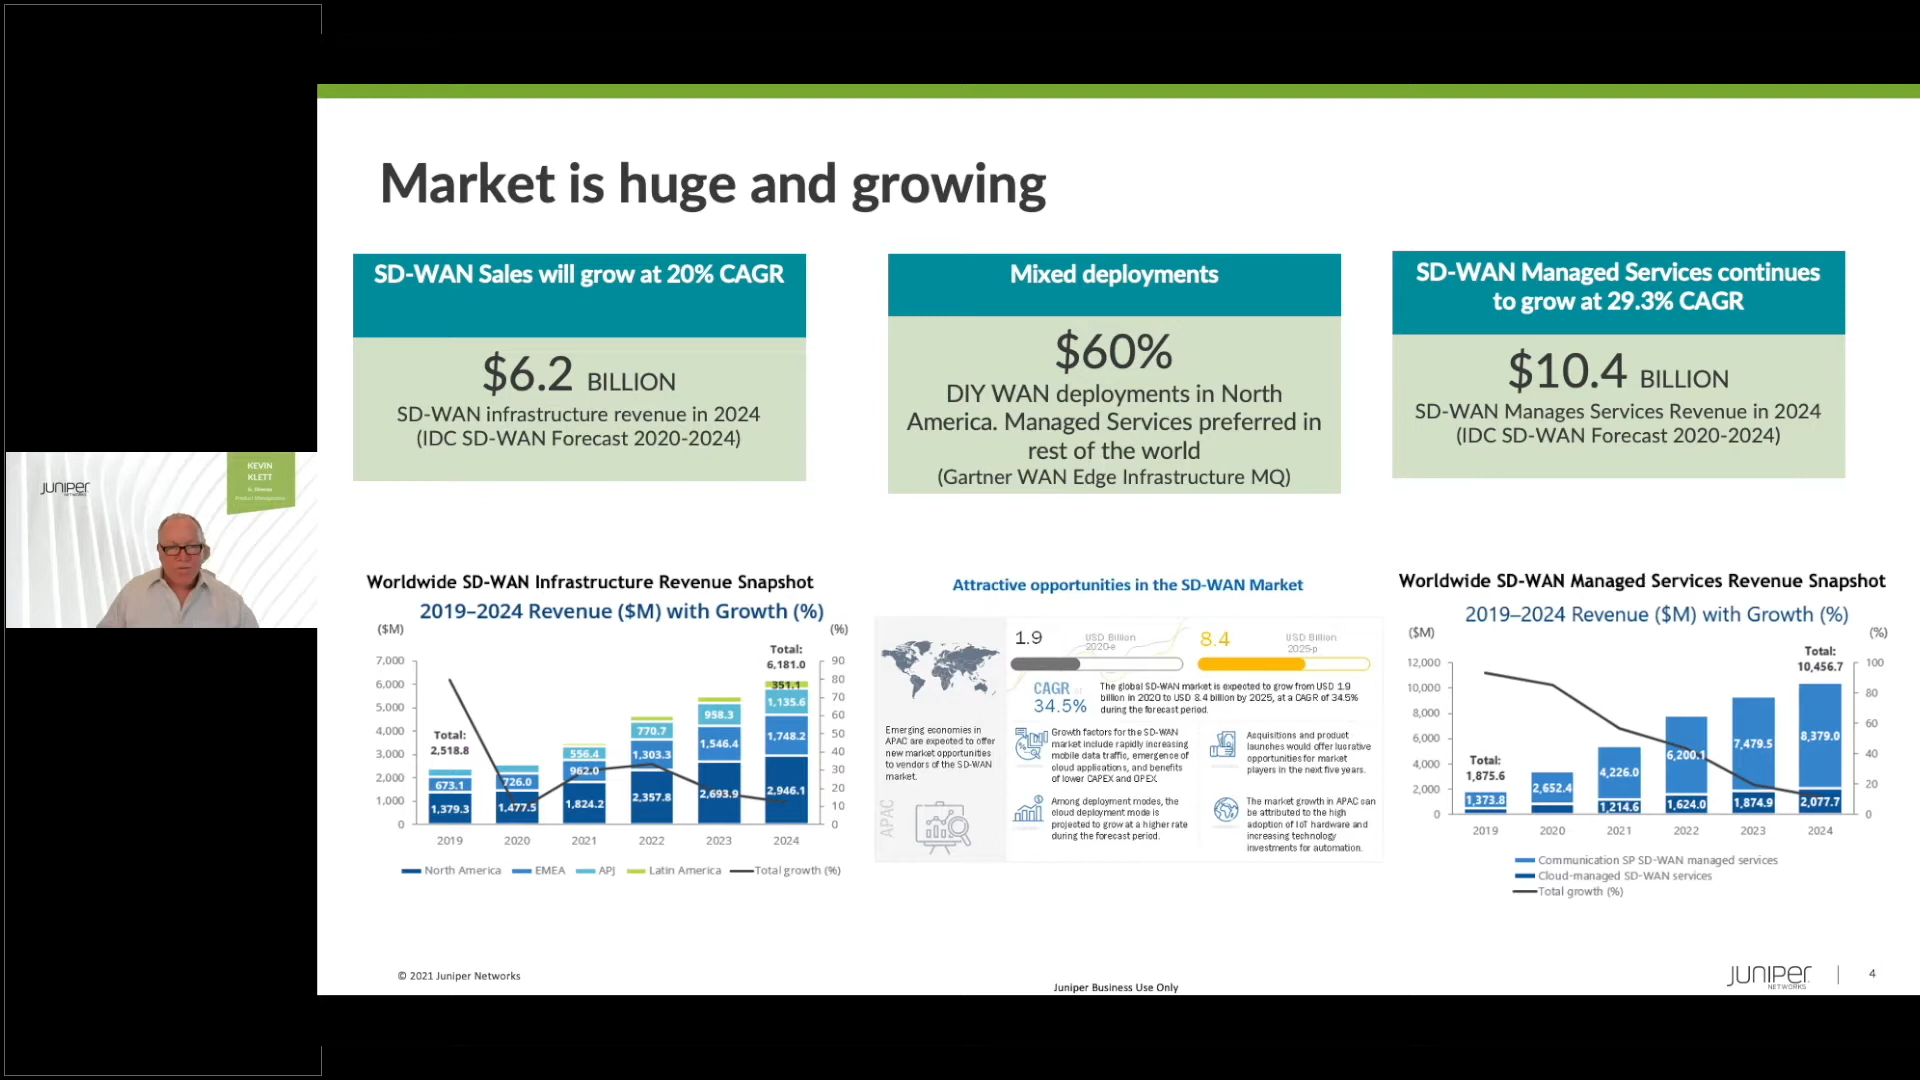 Market is huge and growing
SD-WAN Sales will grow at 20% CAGR
$6.2 BILLION
SD-WAN infrastructure revenue in 2024
(IDC SD-WAN Forecast 2020-2024)
Mixed deployments
$60%
DIY WAN deployments in North
America. Managed Services preferred in
rest of the world
(Gartner WAN Edge Infrastructure MQ)
SD-WAN Managed Services continues
to grow at 29.3% CAGR
$10.4 BILLION
SD-WAN Manages Services Revenue in 2024
(IDC SD-WAN Forecast 2020-2024)
JUNIPER
NETWORKS
KEVIN
KLETT
Worldwide SD-WAN Infrastructure Revenue Snapshot
2019–2024 Revenue ($M) with Growth (%)
($M)
(%)
Total:
6,181.0
Total:
2,518.8
7,000
6,000
5,000
4,000
3,000
2,000
1,000
0
90
80
70
60
50
40
30
20
10
0
673.1
1,379.3
726.0
1,477.5
556.4
962.0
1,824.2
770.7
1,303.3
2,357.8
958.3
1,546.4
2,693.9
351.1
1,135.6
1,748.2
2,946.1
2019 2020 2021 2022 2023 2024
North America EMEA APJ Latin America Total growth (%)
Attractive opportunities in the SD-WAN Market
1.9 USD Billion
2020-e
8.4 USD Billion
2025-p
CAGR of
34.5%
The global SD-WAN market is expected to grow from USD 1.9
billion in 2020 to USD 8.4 billion by 2025, at a CAGR of 34.5%
during the forecast period.
Emerging economies in
APAC are expected to offer
new market opportunities
to vendors of the SD-WAN
market.
APAC
Growth factors for the SD-WAN
market include rapidly increasing
mobile data traffic, emergence of
cloud applications, and benefits
of lower CAPEX and OPEX.
Acquisitions and product
launches would offer lucrative
opportunities for market
players in the next five years.
Among deployment modes, the
cloud deployment mode is
projected to grow at a higher rate
during the forecast period.
The market growth in APAC can
be attributed to the high
adoption of IoT hardware and
increasing technology
investments for automation.
Worldwide SD-WAN Managed Services Revenue Snapshot
2019–2024 Revenue ($M) with Growth (%)
($M)
(%)
Total:
10,456.7
Total:
1,875.6
12,000
10,000
8,000
6,000
4,000
2,000
0
100
80
60
40
20
0
1,373.8
2,652.4
4,226.0
1,214.6
6,200.1
1,624.0
7,479.5
1,874.9
8,379.0
2,077.7
2019 2020 2021 2022 2023 2024
Communication SP SD-WAN managed services
Cloud-managed SD-WAN services
Total growth (%)
© 2021 Juniper Networks
Juniper Business Use Only
JUNIPER
NETWORKS
4